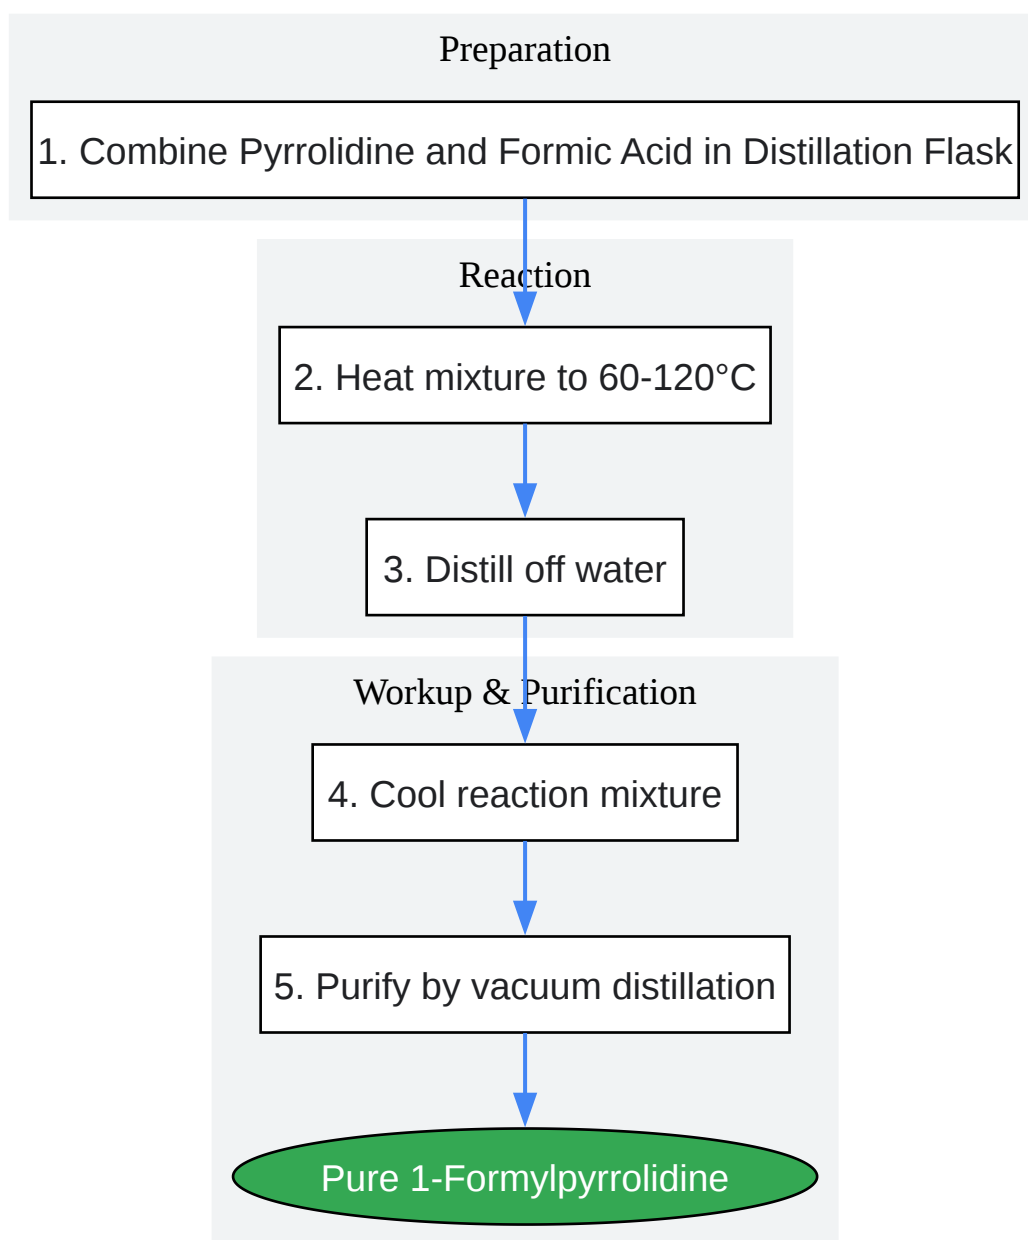 Preparation
1. Combine Pyrrolidine and Formic Acid in Distillation Flask
Reaction
2. Heat mixture to 60-120°C
3. Distill off water
Workup & Purification
4. Cool reaction mixture
5. Purify by vacuum distillation
Pure 1-Formylpyrrolidine